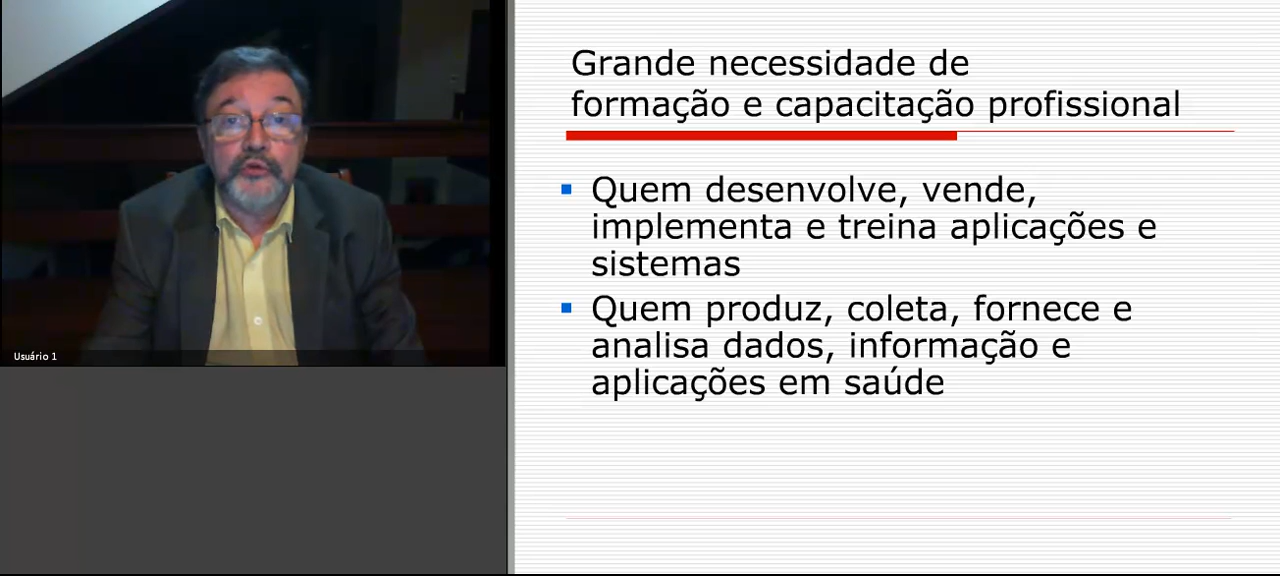 Grande necessidade de
formação e capacitação profissional
Quem desenvolve, vende,
implementa e treina aplicações e
sistemas
Quem produz, coleta, fornece e
analisa dados, informação e
aplicações em saúde
Usuário 1